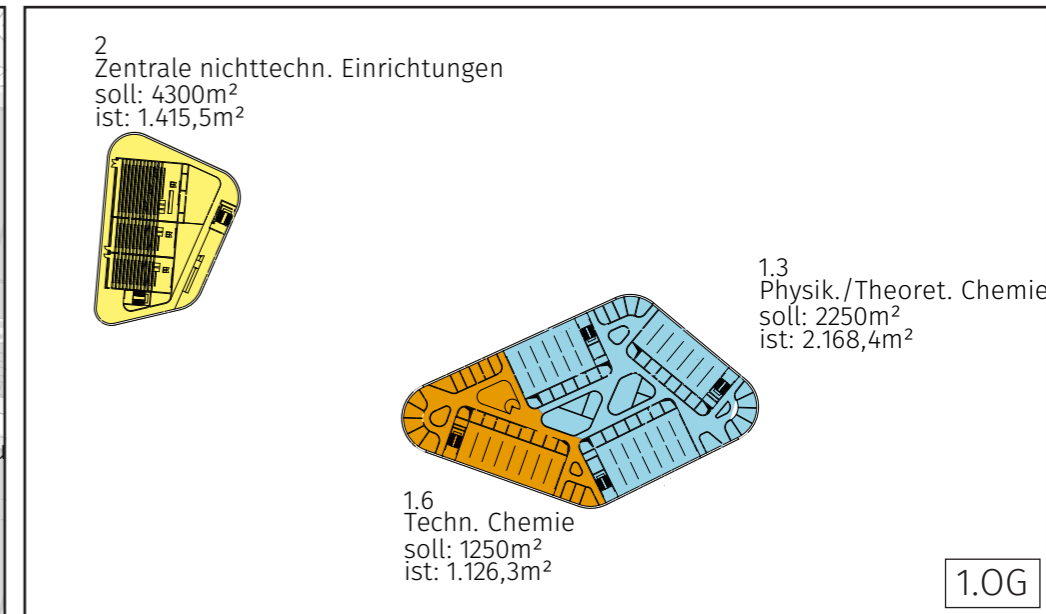 2
Zentrale nichttechn. Einrichtungen
soll: 4300m²
ist: 1.415,5m²
1.3
Physik./Theoret. Chemie
soll: 2250m²
ist: 2.168,4m²
1.6
Techn. Chemie
soll: 1250m²
ist: 1.126,3m²
1.OG